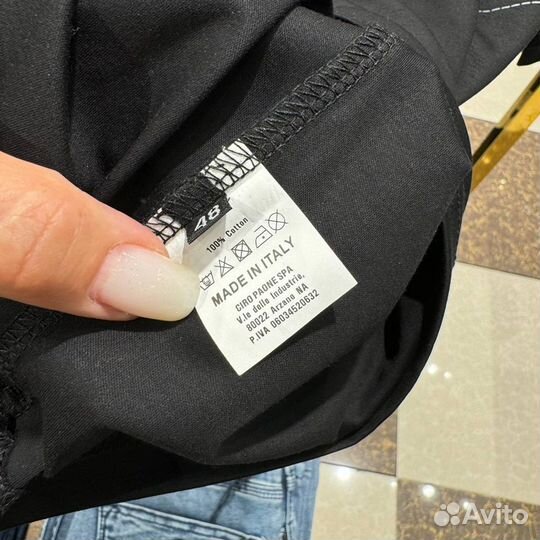 48
100% Cotton
MADE IN ITALY
CIRO PAONE SPA
V.le delle Industrie,
80022 Arzano NA
P.IVA 06034520632
Avito